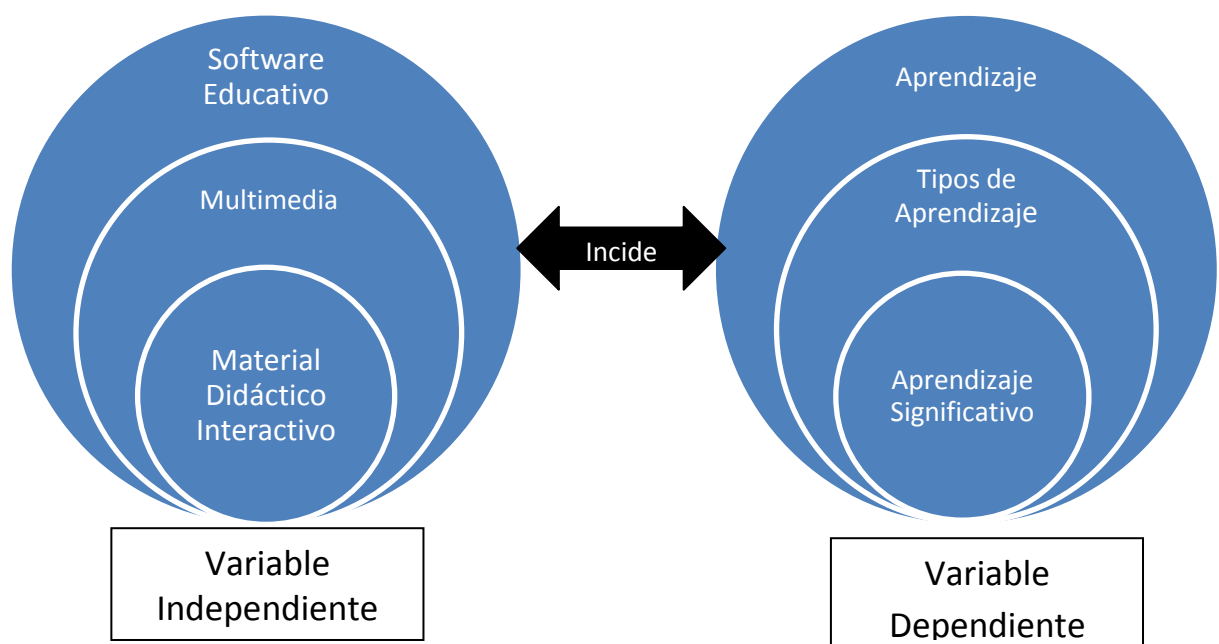 Software
Educativo
Multimedia
Material
Didáctico
Interactivo
Variable
Independiente
Incide
Aprendizaje
Tipos de
Aprendizaje
Aprendizaje
Significativo
Variable
Dependiente